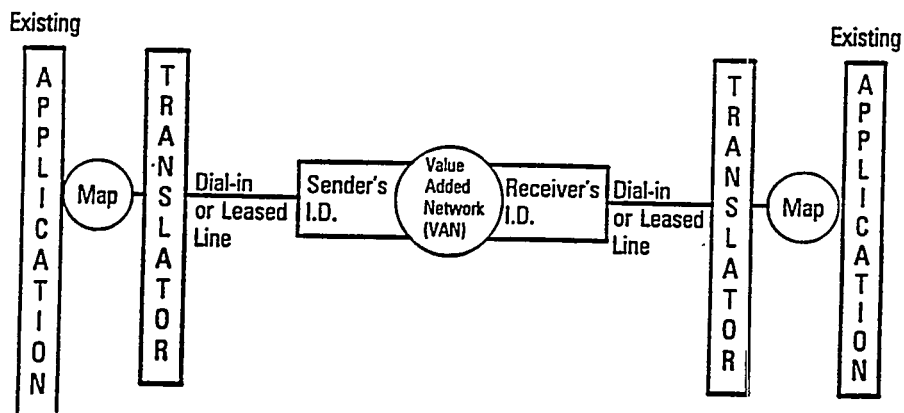 Existing
APPLICATION
Map
TRANSLATOR
Dial-in
or Leased
Line
Sender's
I.D.
Value
Added
Network
(VAN)
Receiver's
I.D.
Dial-in
or Leased
Line
TRANSLATOR
Map
Existing
APPLICATION